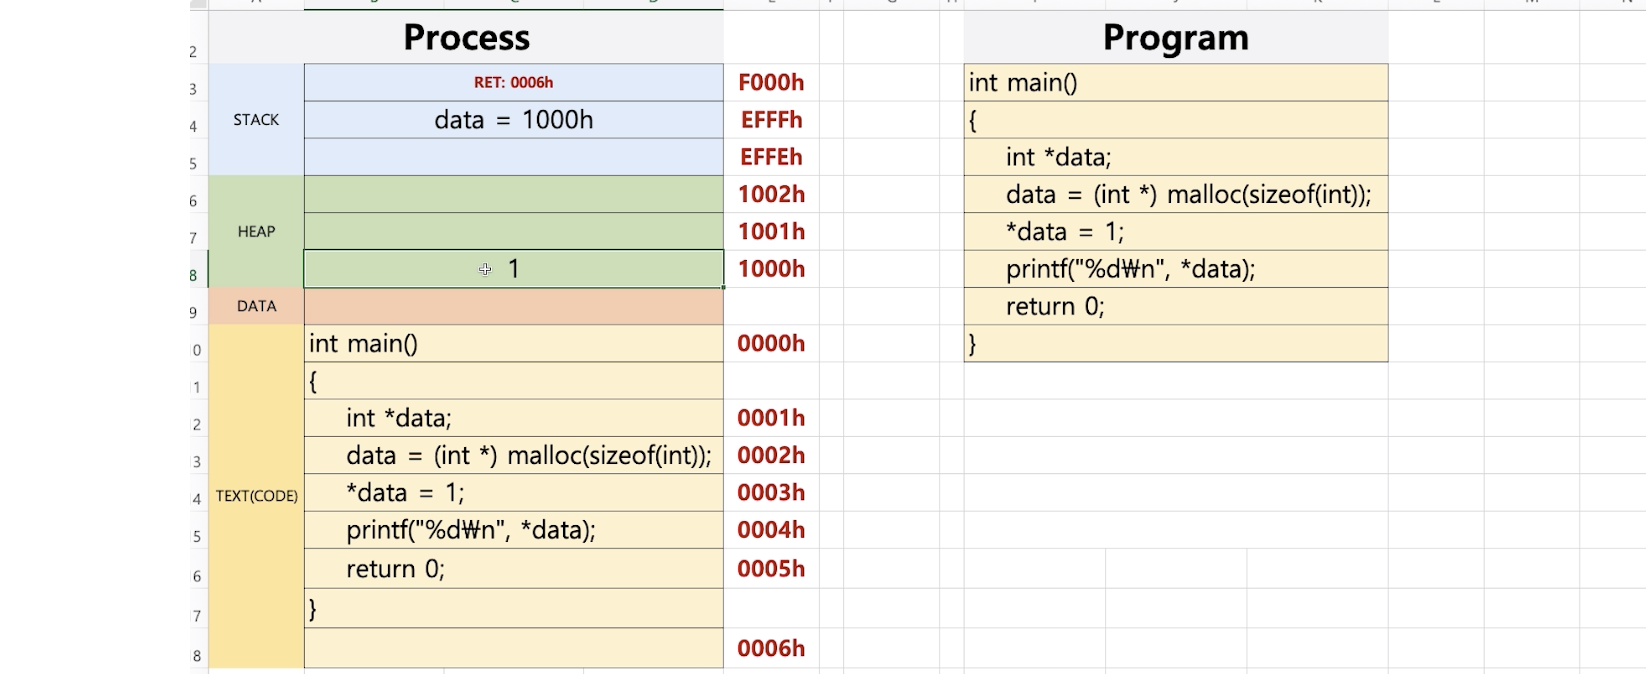 Process
Program
2
3
STACK
RET: 0006h
F000h
int main()
4
data = 1000h
EFFFh
{
5
EFFEh
int *data;
6
1002h
data = (int *) malloc(sizeof(int));
7
HEAP
1001h
*data = 1;
8
1
1000h
printf("%d₩n", *data);
9
DATA
return 0;
0
int main()
0000h
}
1
{
2
int *data;
0001h
3
data = (int *) malloc(sizeof(int));
0002h
4
TEXT(CODE)
*data = 1;
0003h
5
printf("%d₩n", *data);
0004h
6
return 0;
0005h
7
}
8
0006h